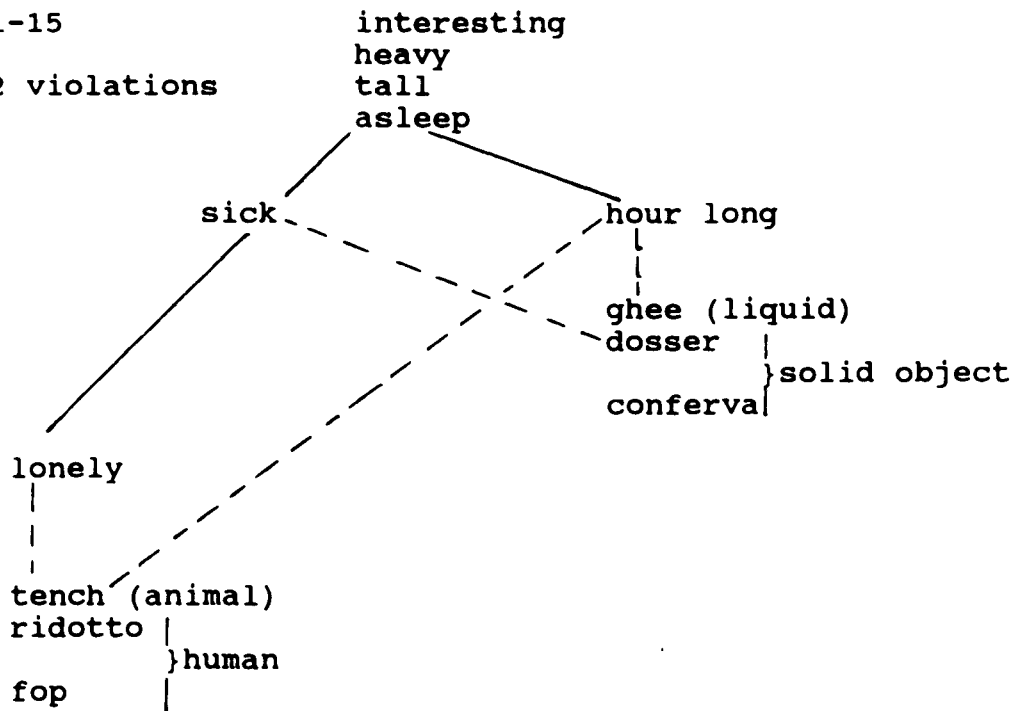 -15
interesting
heavy
violations
tall
asleep
sick
hour long
ghee (liquid)
dosser
}solid object
conferva
lonely
tench (animal)
ridotto
}human
fop